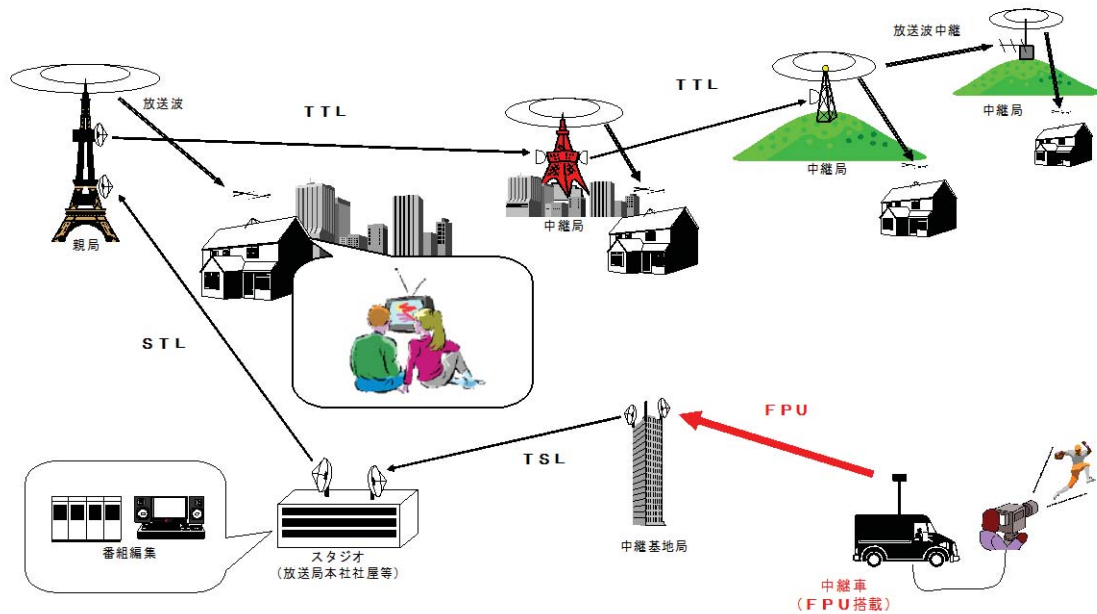 放送波中継
放送波
TTL
TTL
中継局
中継局
中継局
親局
STL
FPU
TSL
番組編集
スタジオ
(放送局本社社屋等)
中継基地局
中継車
(FPU搭載)